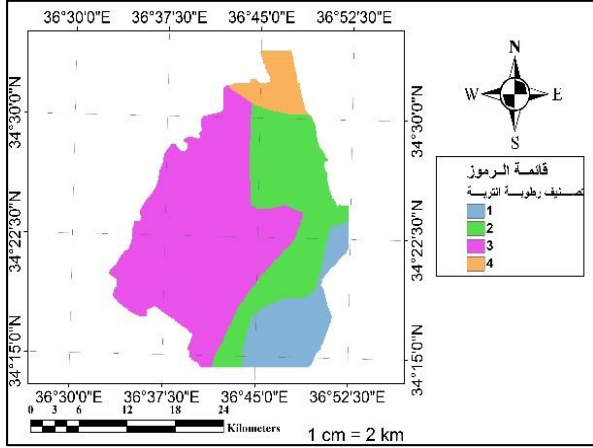 36°30'0"E 36°37'30"E 36°45'0"E 36°52'30"E
34°30'0"N 34°30'0"N
34°22'30"N 34°22'30"N
34°15'0"N 34°15'0"N
36°30'0"E 36°37'30"E 36°45'0"E 36°52'30"E
N
W E
S
قائمة الرموز
تصنيف رطوبة التربة
1
2
3
4
0 3 6 12 18 24
Kilometers
1 cm = 2 km